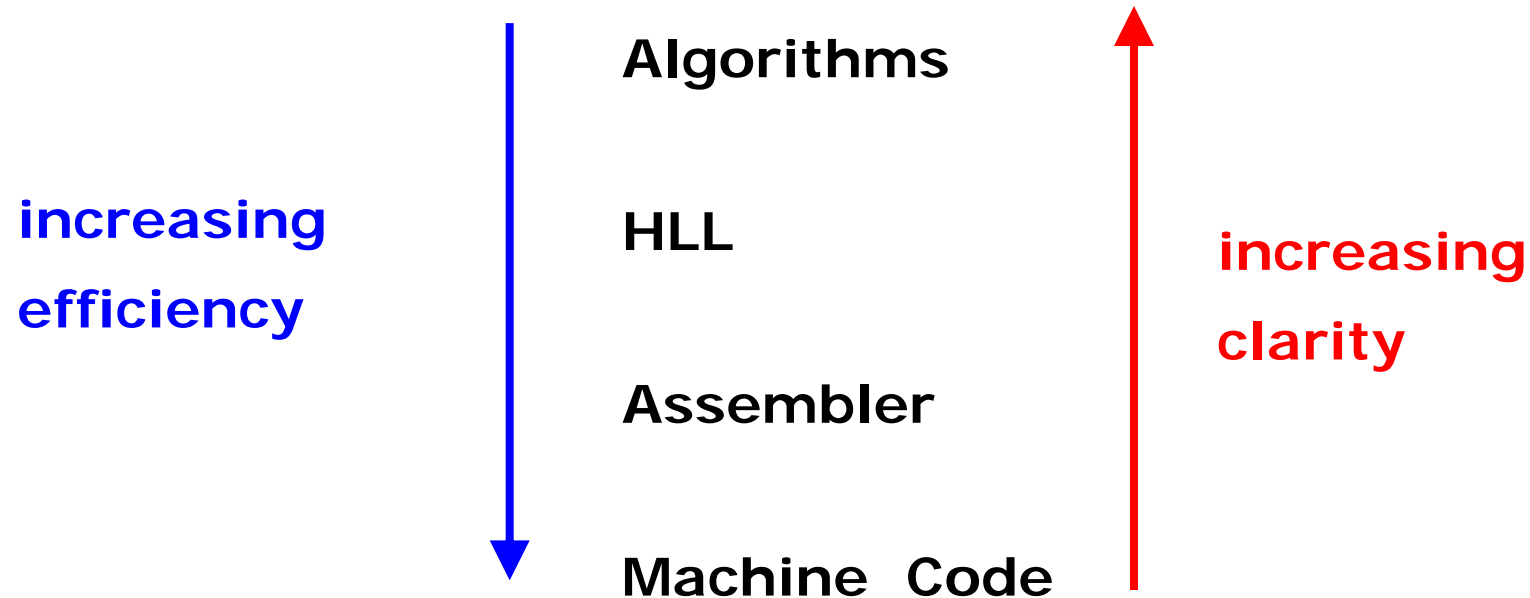 Algorithms
increasing
efficiency
HLL
increasing
clarity
Assembler
Machine Code